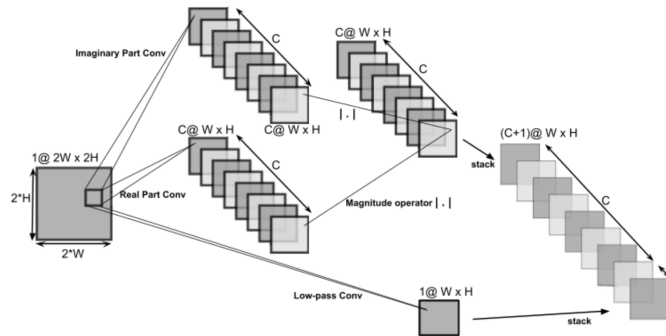 C
Imaginary Part Conv
C@ W x H
C
| . |
C@ W x H
C@ W x H
(C+1)@ W x H
1@ 2W x 2H
C
stack
C
2*H
Real Part Conv
Magnitude operator | . |
2*W
Low-pass Conv
1@ W x H
stack